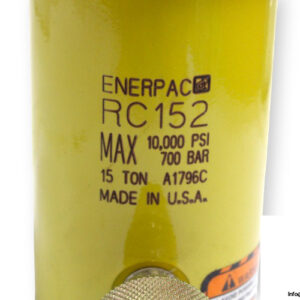 ENERPAC
RC152
MAX 10,000 PSI
700 BAR
15 TON A1796C
MADE IN U.S.A.